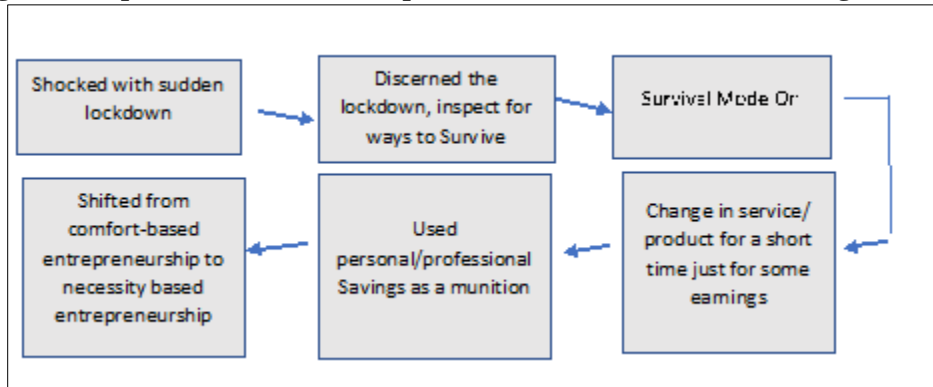 Shocked with sudden
lockdown
Discerned the
lockdown, inspect for
ways to Survive
Survival Mode On
Change in service/
product for a short
time just for some
earnings
Used
personal/professional
Savings as a munition
Shifted from
comfort-based
entrepreneurship to
necessity based
entrepreneurship